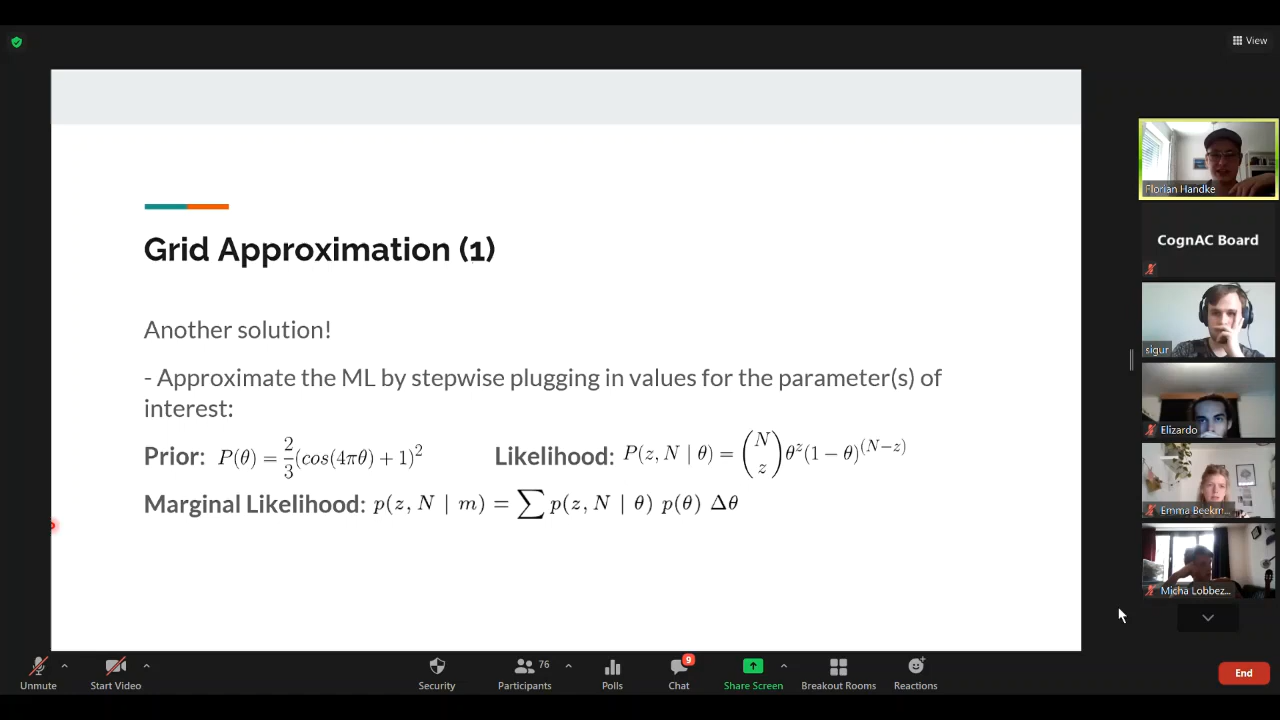 View
Florian Handke
CognAC Board
Grid Approximation (1)
sigur
Another solution!
- Approximate the ML by stepwise plugging in values for the parameter(s) of
interest:
Elizardo
Prior: P(θ) = 2/3 (cos(4πθ) + 1)²
Likelihood: P(z, N | θ) = (N z) θ^z (1 − θ)^(N−z)
Marginal Likelihood: p(z, N | m) = ∑ p(z, N | θ) p(θ) Δθ
Emma Beekm...
Micha Lobbez...
76
9
Unmute
Start Video
Security
Participants
Polls
Chat
Share Screen
Breakout Rooms
Reactions
End